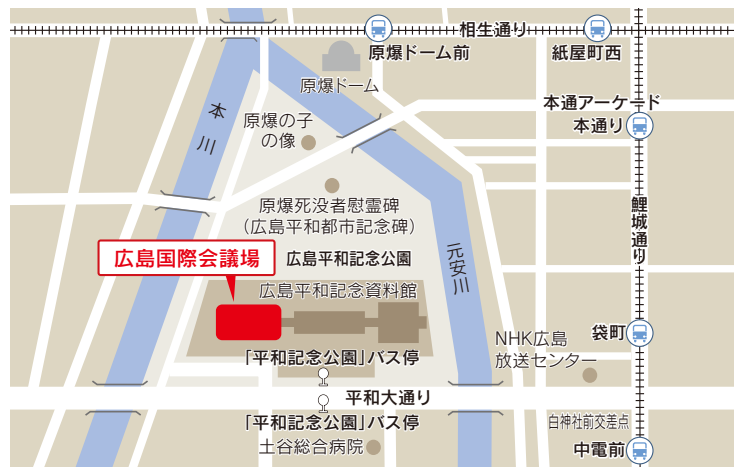 相生通り
原爆ドーム前
紙屋町西
原爆ドーム
本通アーケード
本通り
本川
原爆の子
の像
原爆死没者慰霊碑
（広島平和都市記念碑）
鯉城通り
広島国際会議場
広島平和記念公園
元安川
広島平和記念資料館
袋町
NHK広島
放送センター
「平和記念公園」バス停
平和大通り
「平和記念公園」バス停
白神社前交差点
土谷総合病院
中電前